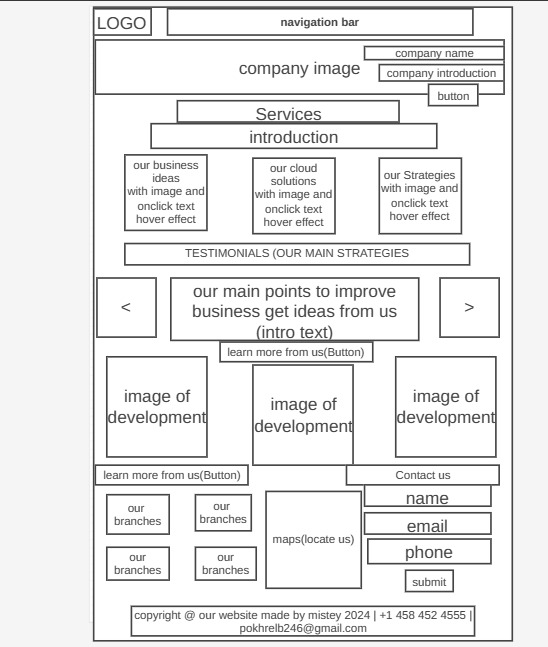 LOGO
navigation bar
company image
company name
company introduction
button
Services
introduction
our business
ideas
with image and
onclick text
hover effect
our cloud
solutions
with image and
onclick text
hover effect
our Strategies
with image and
onclick text
hover effect
TESTIMONIALS (OUR MAIN STRATEGIES
<
our main points to improve
business get ideas from us
(intro text)
>
learn more from us(Button)
image of
development
image of
development
image of
development
learn more from us(Button)
Contact us
our
branches
our
branches
our
branches
our
branches
maps(locate us)
name
email
phone
submit
copyright @ our website made by mistey 2024 | +1 458 452 4555 |
pokhrelb246@gmail.com